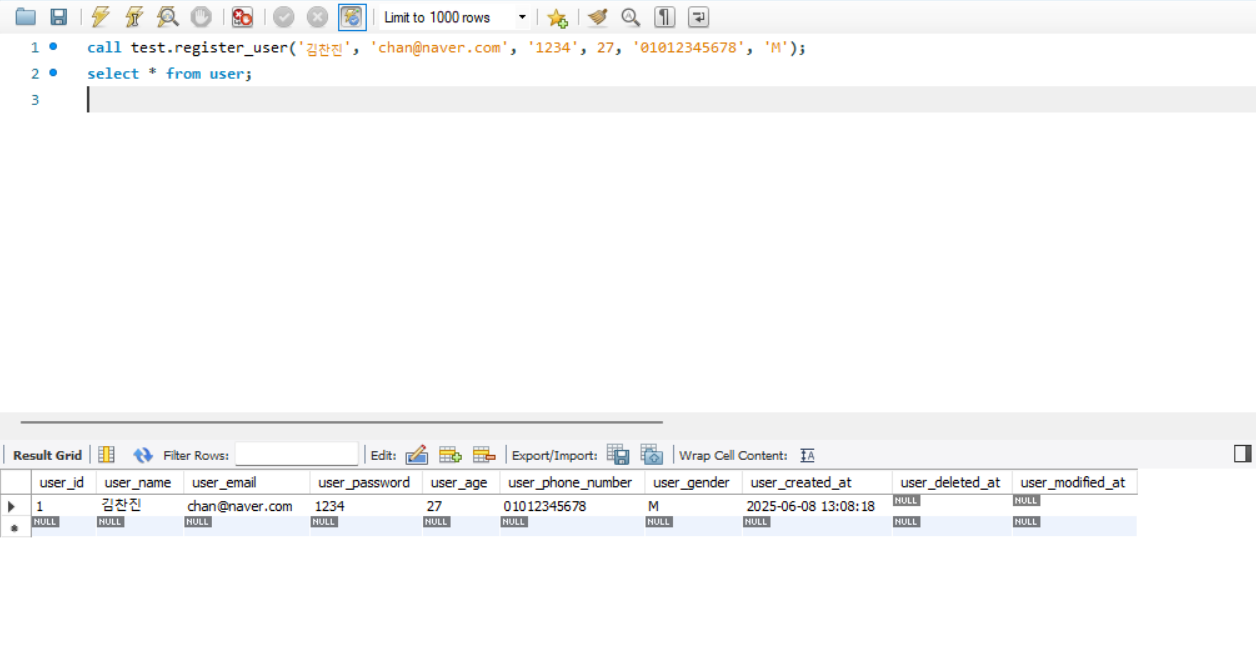 Limit to 1000 rows
1 call test.register_user('김찬진', 'chan@naver.com', '1234', 27, '01012345678', 'M');
2 select * from user;
3
Result Grid Filter Rows: Edit: Export/Import: Wrap Cell Content:
user_id user_name user_email user_password user_age user_phone_number user_gender user_created_at user_deleted_at user_modified_at
1 김찬진 chan@naver.com 1234 27 01012345678 M 2025-06-08 13:08:18 NULL NULL
NULL NULL NULL NULL NULL NULL NULL NULL NULL NULL